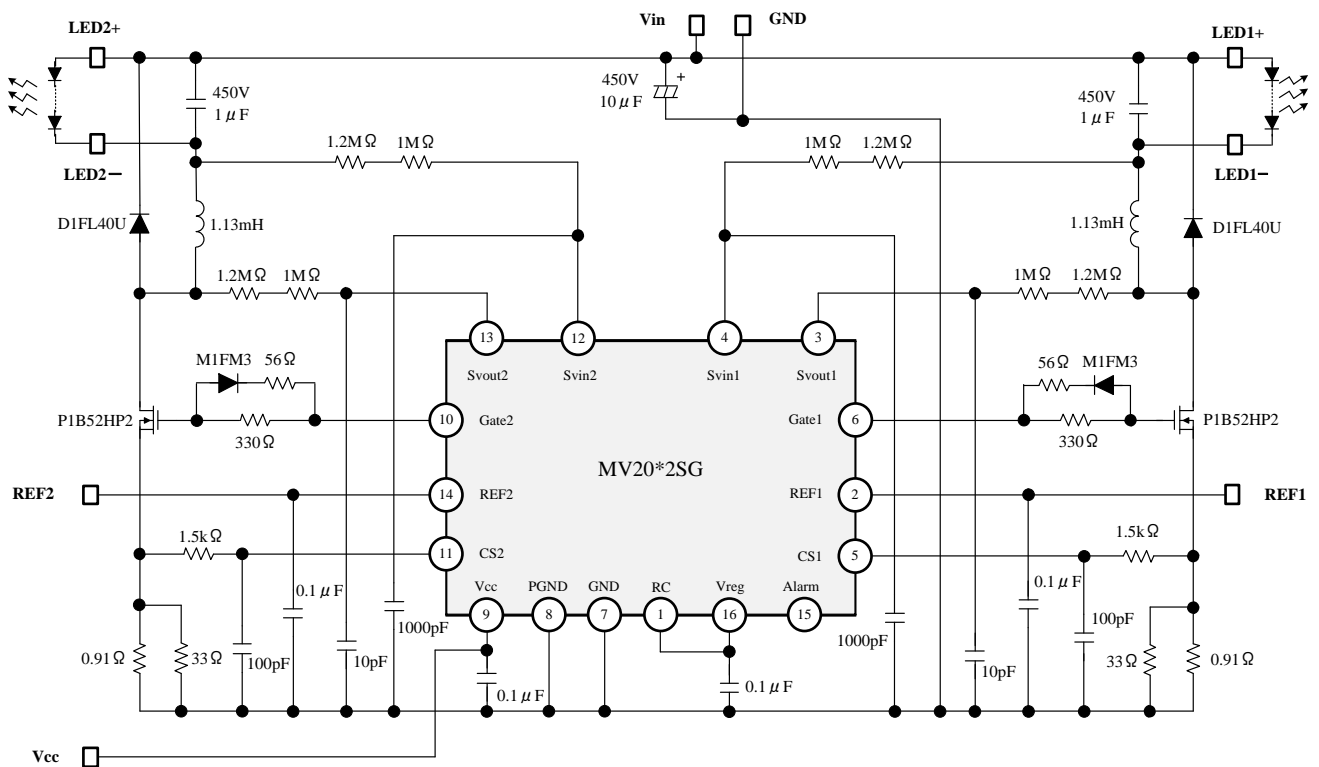 Vin
GND
LED2+
LED1+
450V
1μF
450V
10μF
+
450V
1μF
LED2−
LED1−
1.2MΩ
1MΩ
1MΩ
1.2MΩ
D1FL40U
1.13mH
1.13mH
D1FL40U
1.2MΩ
1MΩ
1MΩ
1.2MΩ
13
12
4
3
Svout2
Svin2
Svin1
Svout1
M1FM3
56Ω
56Ω
M1FM3
P1B52HP2
330Ω
10
Gate2
Gate1
6
330Ω
P1B52HP2
MV20*2SG
REF2
14
REF2
REF1
2
REF1
1.5kΩ
11
CS2
CS1
5
1.5kΩ
Vcc
PGND
GND
RC
Vreg
Alarm
9
8
7
1
16
15
0.1μF
1000pF
1000pF
0.1μF
100pF
0.91Ω
33Ω
100pF
10pF
0.1μF
0.1μF
10pF
33Ω
0.91Ω
Vcc